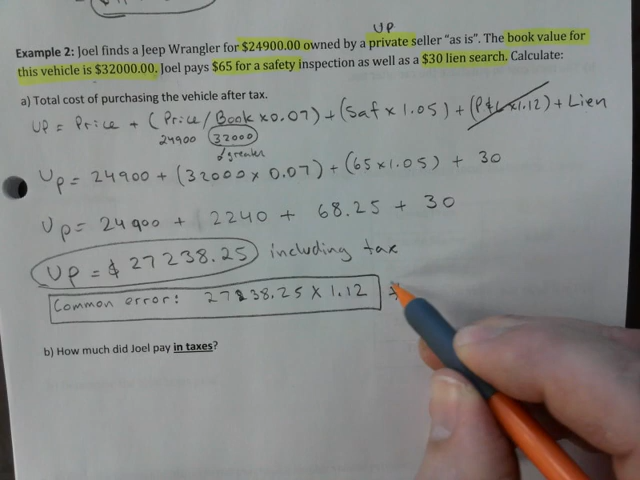 UP
Example 2: Joel finds a Jeep Wrangler for $24900.00 owned by a private seller "as is". The book value for
this vehicle is $32000.00. Joel pays $65 for a safety inspection as well as a $30 lien search. Calculate:
a) Total cost of purchasing the vehicle after tax.
UP = Price + (Price/Book x 0.07) + (Saf x 1.05) + (P+L x 1.12) + Lien
24900 32000
greater
Up = 24900 + (32000 x 0.07) + (65 x 1.05) + 30
Up = 24900 + 2240 + 68.25 + 30
UP = $27238.25 including tax
Common error: 27238.25 x 1.12
b) How much did Joel pay in taxes?